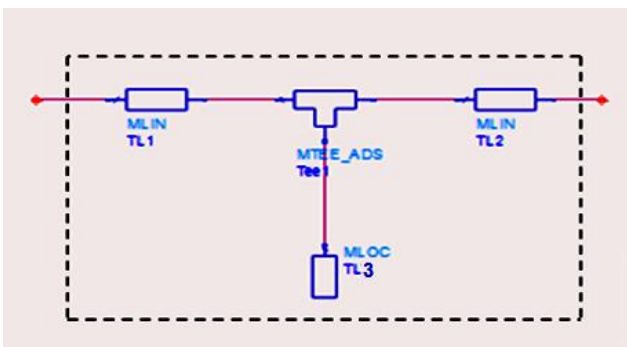 MLIN
TL1
MTEE_ADS
Tee1
MLIN
TL2
MLOC
TL3